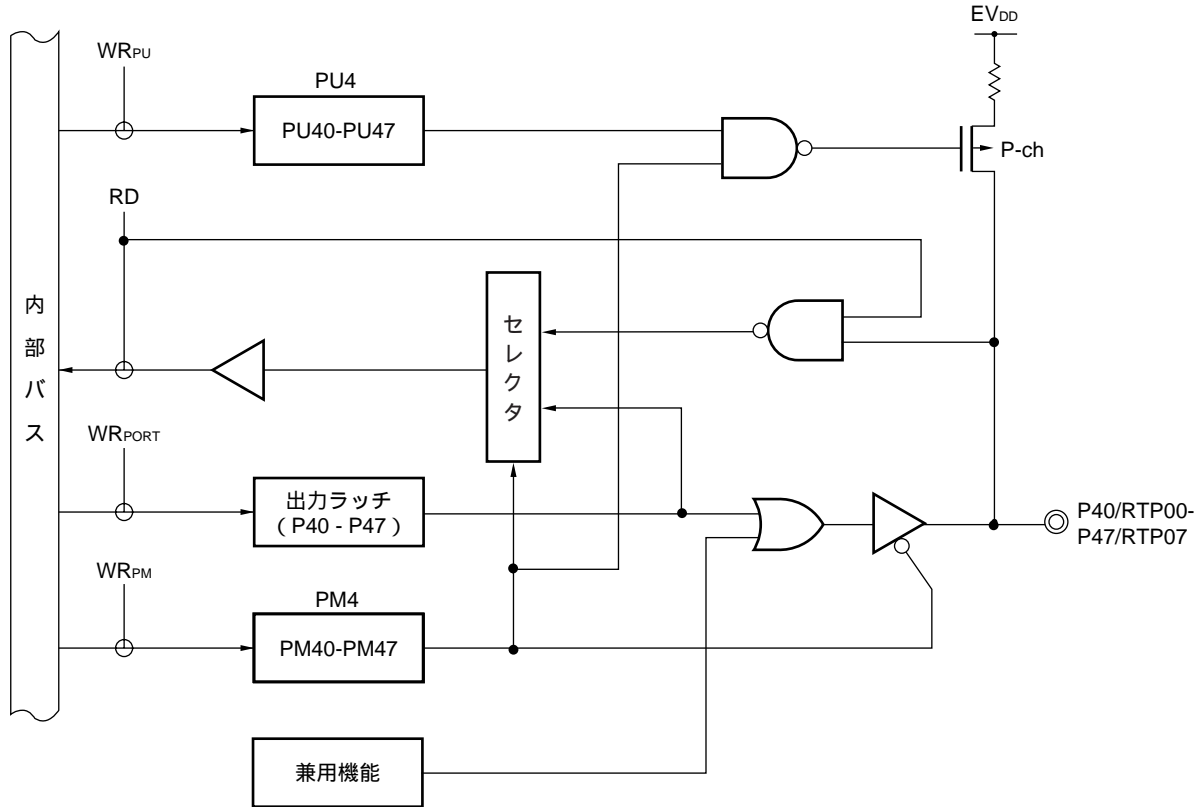 EVDD
WRPU
PU4
PU40-PU47
P-ch
RD
内部バス
セレクタ
WRPORT
出力ラッチ
（P40 - P47）
P40/RTP00-
P47/RTP07
WRPM
PM4
PM40-PM47
兼用機能